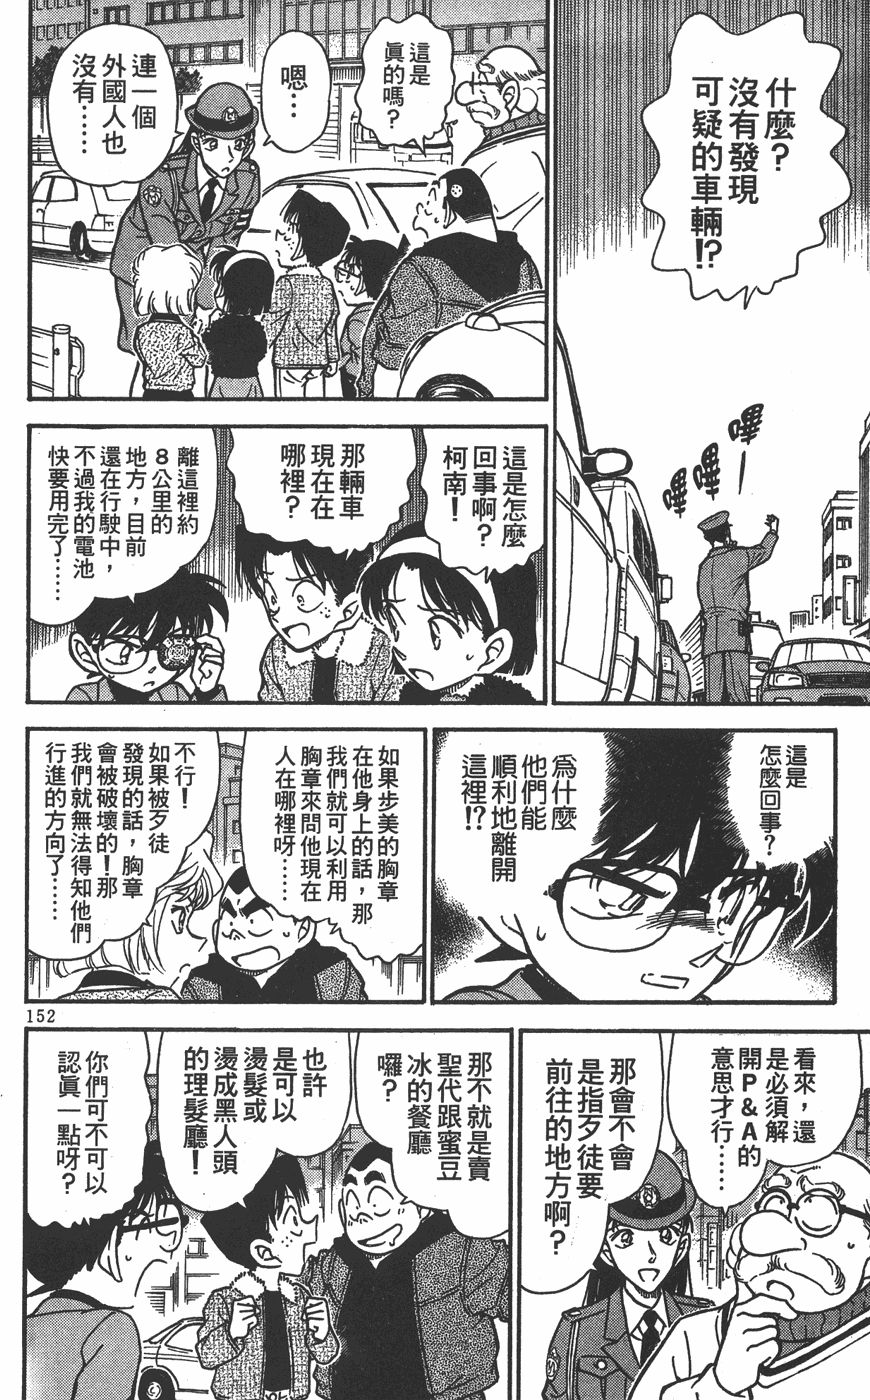 什麼?
沒有發現
可疑的車輛!?
嗶
嗶
嗶
這是
真的嗎?
嗯…
連一個
外國人也
沒有……
這是怎麼
回事啊?
柯南!
那輛車
現在在
哪裡?
離這裡約
8公里的
地方,目前
還在行駛中,
不過我的電池
快要用完了……
這是
怎麼回事?
為什麼
他們能
順利地離開
這裡!?
如果步美的胸章
在他身上的話,那
我們就可以利用
胸章來問他現在
人在哪裡呀……
不行!
如果被歹徒
發現的話,胸章
會被破壞的!那
我們就無法得知他們
行進的方向了……
152
看來,還
是必須解
開P&A的
意思才行……
那會不會
是指歹徒要
前往的地方啊?
那不就是賣
聖代跟蜜豆
冰的餐廳
囉?
也許
是可以
燙髮或
燙成黑人頭
的理髮廳!
你們可不可以
認真一點呀?